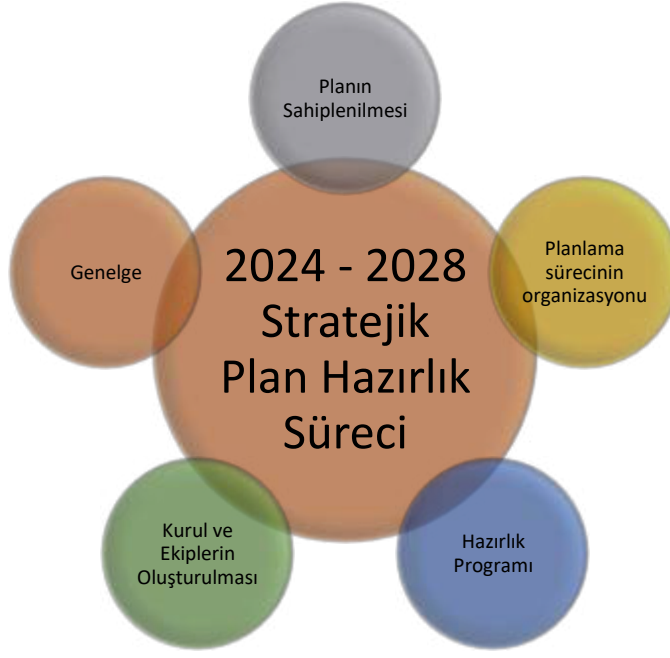 Planın
Sahiplenilmesi
Planlama
sürecinin
organizasyonu
Hazırlık
Programı
Kurul ve
Ekiplerin
Oluşturulması
Genelge
2024 - 2028
Stratejik
Plan Hazırlık
Süreci